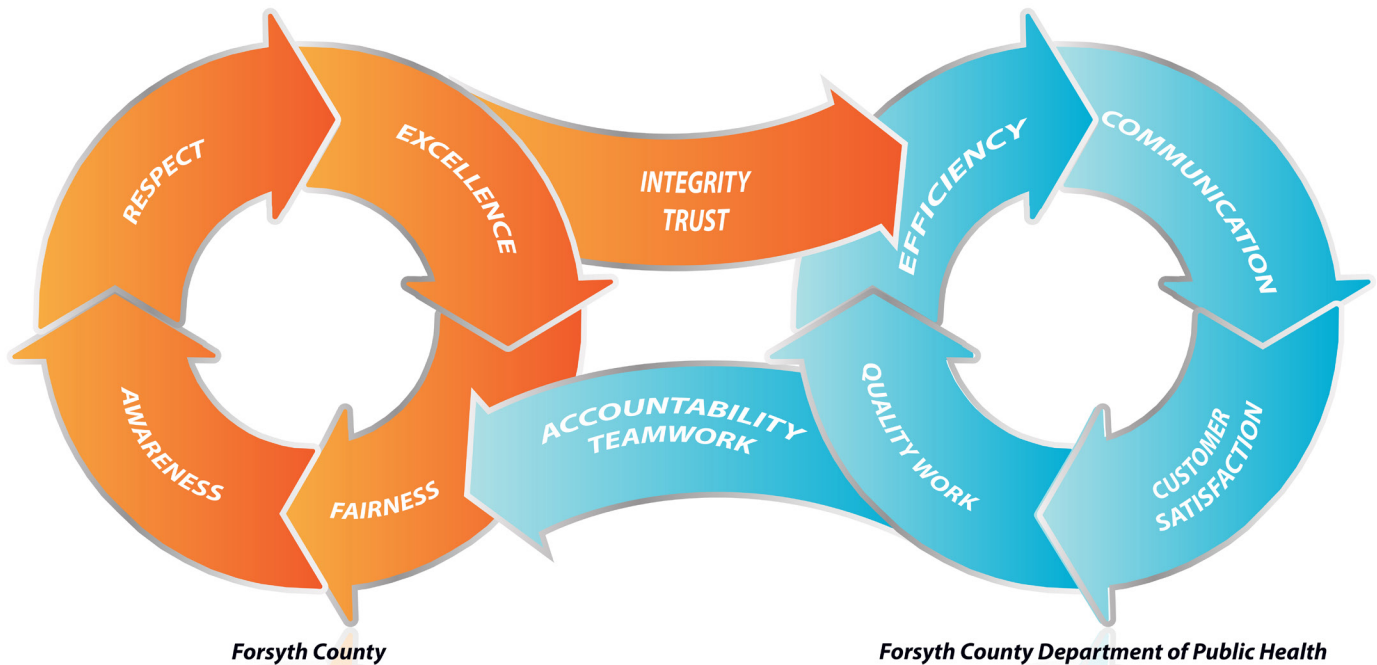 RESPECT
EXCELLENCE
INTEGRITY
TRUST
EFFICIENCY
COMMUNICATION
AWARENESS
FAIRNESS
ACCOUNTABILITY
TEAMWORK
QUALITY WORK
CUSTOMER
SATISFACTION
Forsyth County
Forsyth County Department of Public Health